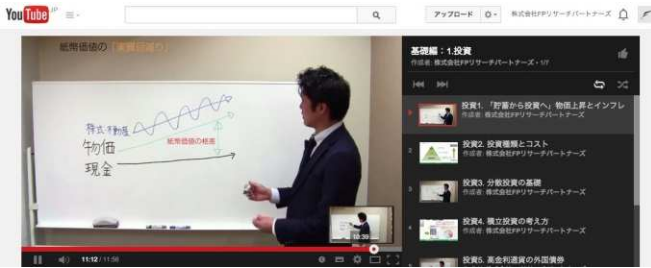 YouTube JP
アップロード
株式会社FPリサーチパートナーズ
紙幣価値の「実質目減り」
株式・不動産
物価
現金
紙幣価値の格差
10:39
11:12 / 11:56
基礎編:1.投資
作成者: 株式会社FPリサーチパートナーズ・1/7
投資1. 「貯蓄から投資へ」物価上昇とインフレ
作成者: 株式会社FPリサーチパートナーズ
2
投資2. 投資種類とコスト
作成者: 株式会社FPリサーチパートナーズ
3
投資3. 分散投資の基礎
作成者: 株式会社FPリサーチパートナーズ
4
投資4. 積立投資の考え方
作成者: 株式会社FPリサーチパートナーズ
投資5. 高金利通貨の外国債券